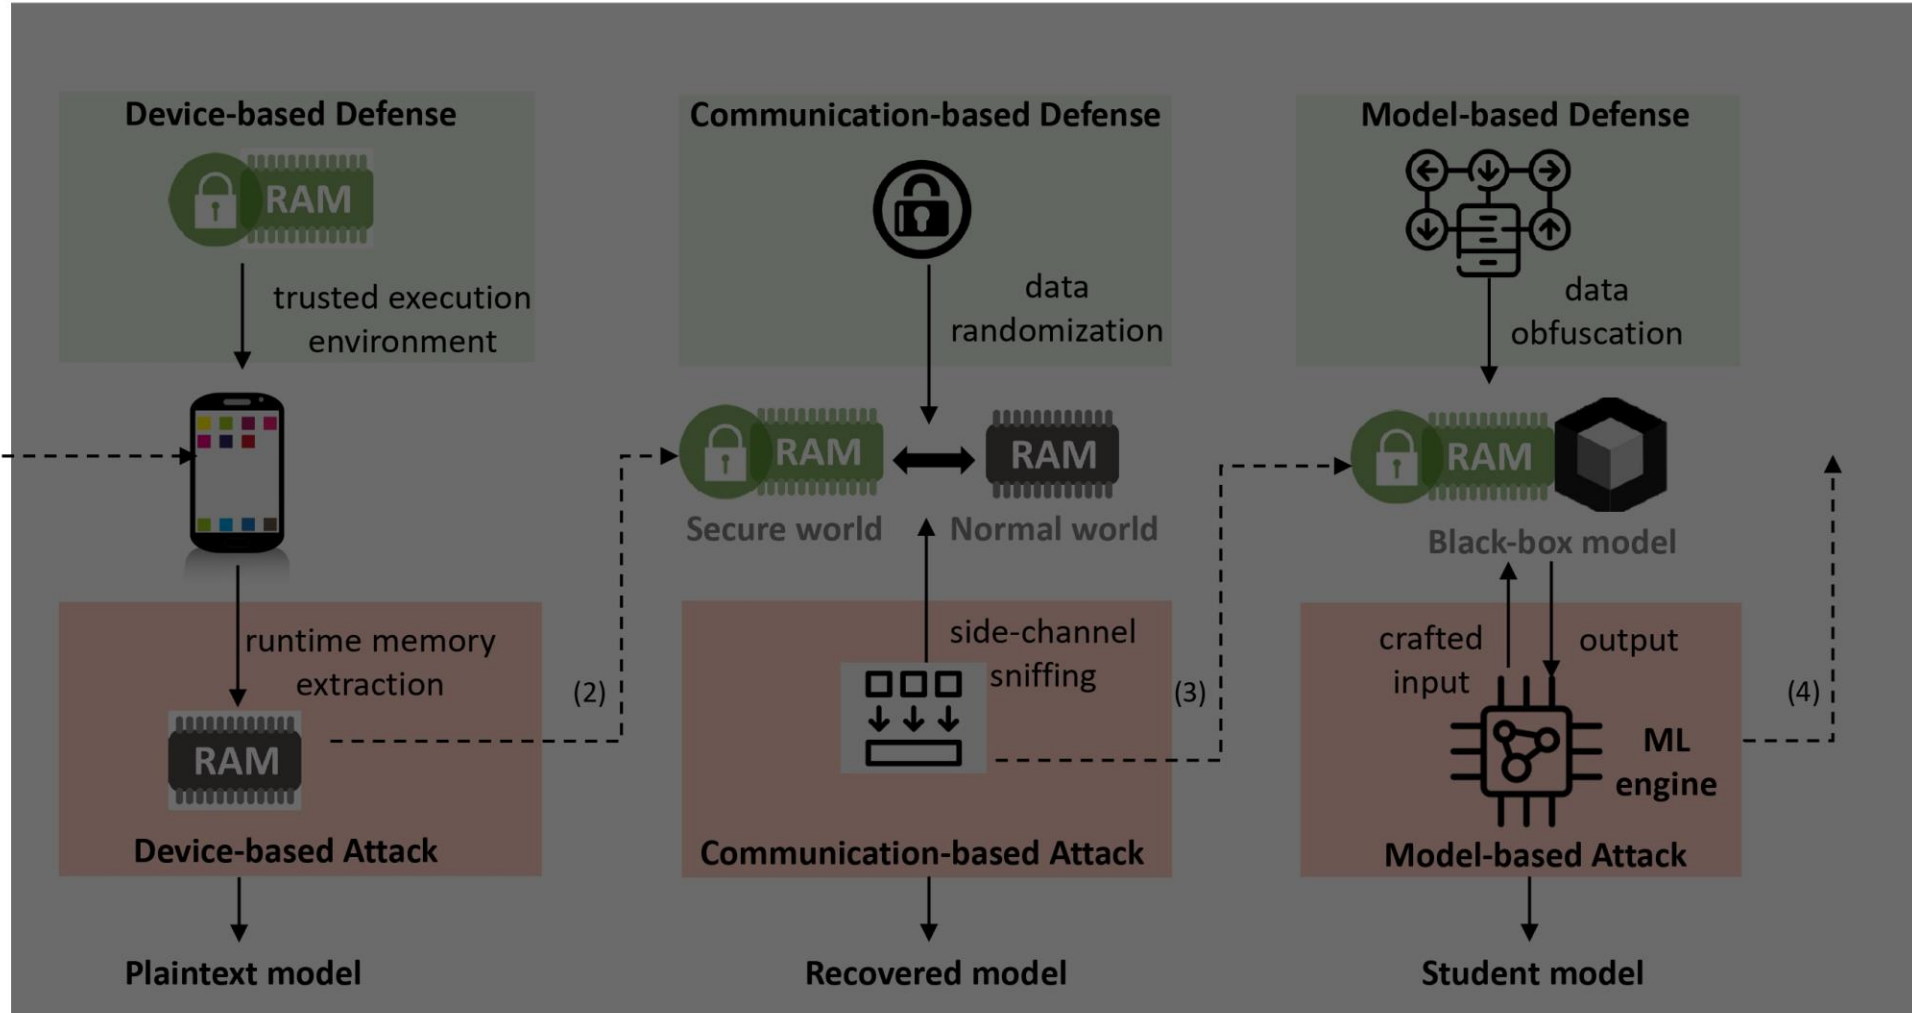 Device-based Defense
RAM
trusted execution
environment
runtime memory
extraction
RAM
Device-based Attack
Plaintext model
(2)
Communication-based Defense
data
randomization
RAM
RAM
Secure world
Normal world
side-channel
sniffing
Communication-based Attack
Recovered model
(3)
Model-based Defense
data
obfuscation
RAM
Black-box model
crafted
input
output
ML
engine
Model-based Attack
Student model
(4)